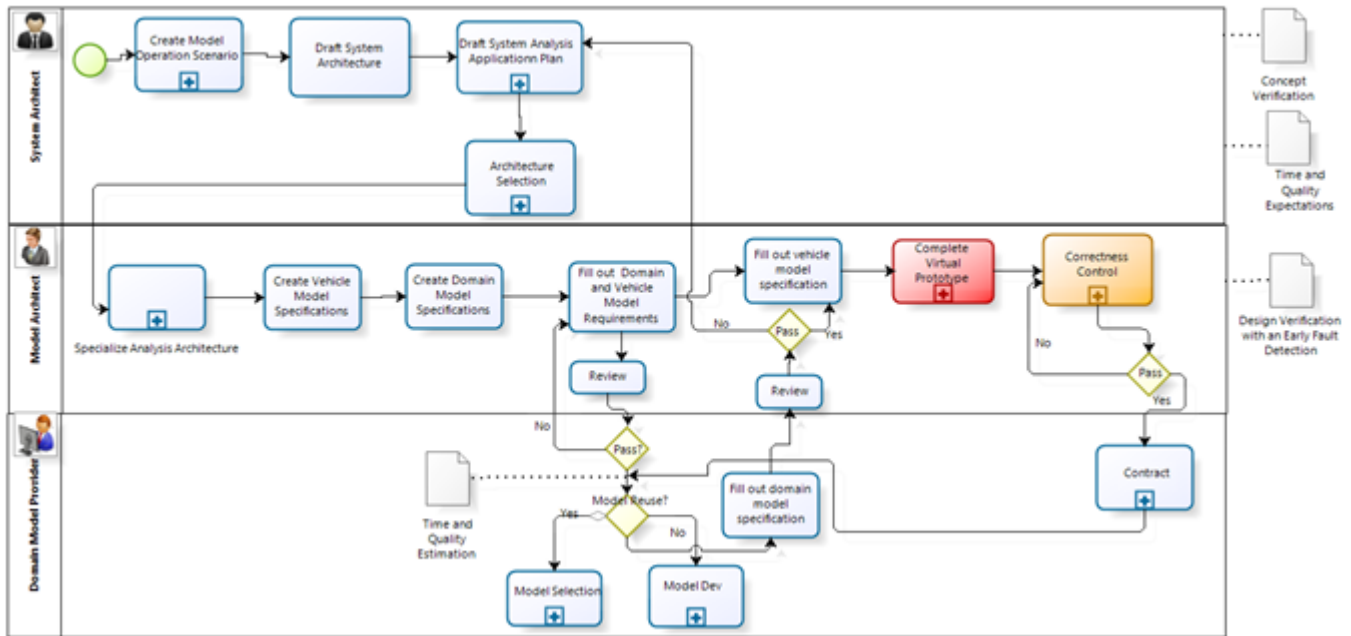 System Architect
Create Model
Operation Scenario
Draft System
Architecture
Draft System Analysis
Applicationn Plan
Architecture
Selection
Concept
Verification
Time and
Quality
Expectations
Model Architect
Specialize Analysis Architecture
Create Vehicle
Model
Specifications
Create Domain
Model
Specifications
Fill out Domain
and Vehicle
Model
Requirements
Review
Fill out vehicle
model
specification
No
Pass
Yes
Review
Complete
Virtual
Prototype
Correctness
Control
No
Pass
Yes
Design Verification
with an Early Fault
Detection
Domain Model Provider
No
Pass?
Time and
Quality
Estimation
Model Reuse?
Yes
No
Fill out domain
model
specification
Contract
Model Selection
Model Dev